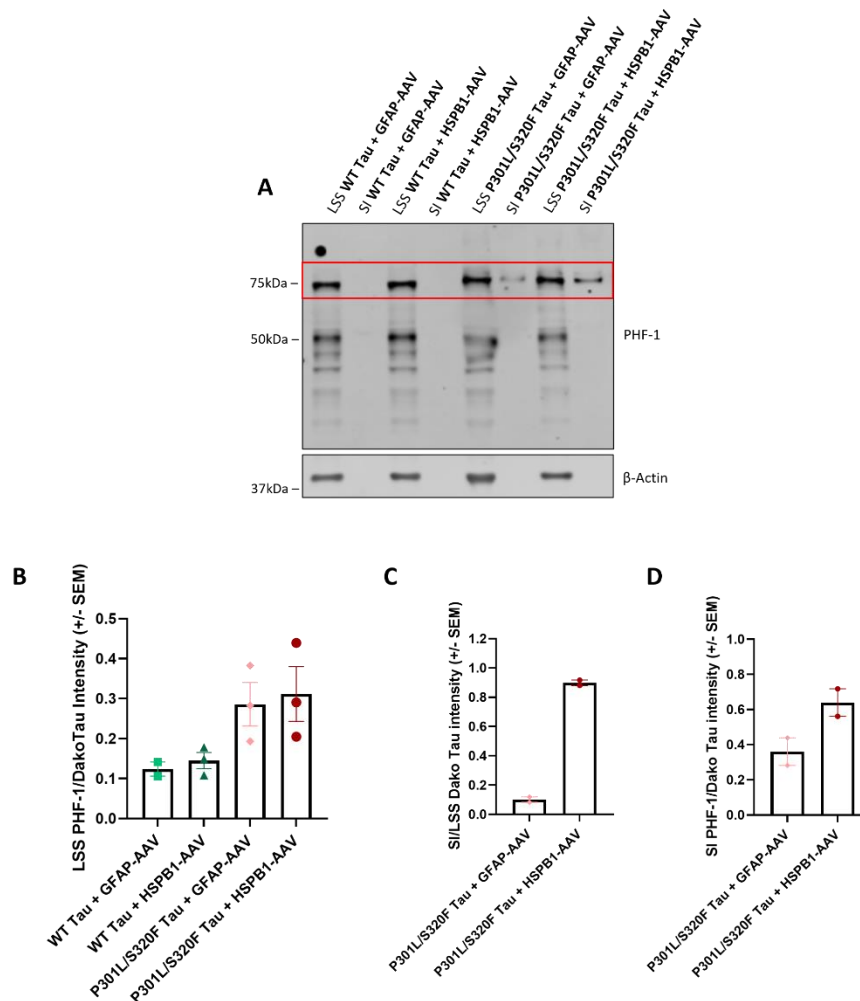 A
LSS WT Tau + GFAP-AAV
SI WT Tau + GFAP-AAV
LSS WT Tau + HSPB1-AAV
SI WT Tau + HSPB1-AAV
LSS P301L/S320F Tau + GFAP-AAV
SI P301L/S320F Tau + GFAP-AAV
LSS P301L/S320F Tau + HSPB1-AAV
SI P301L/S320F Tau + HSPB1-AAV
75kDa
50kDa
PHF-1
37kDa
β-Actin
B
LSS PHF-1/DakoTau Intensity (+/- SEM)
0.5
0.4
0.3
0.2
0.1
0.0
WT Tau + GFAP-AAV
WT Tau + HSPB1-AAV
P301L/S320F Tau + GFAP-AAV
P301L/S320F Tau + HSPB1-AAV
C
SI/LSS Dako Tau intensity (+/- SEM)
1.2
1.0
0.8
0.6
0.4
0.2
0.0
P301L/S320F Tau + GFAP-AAV
P301L/S320F Tau + HSPB1-AAV
D
SI PHF-1/Dako Tau intensity (+/- SEM)
1.0
0.8
0.6
0.4
0.2
0.0
P301L/S320F Tau + GFAP-AAV
P301L/S320F Tau + HSPB1-AAV